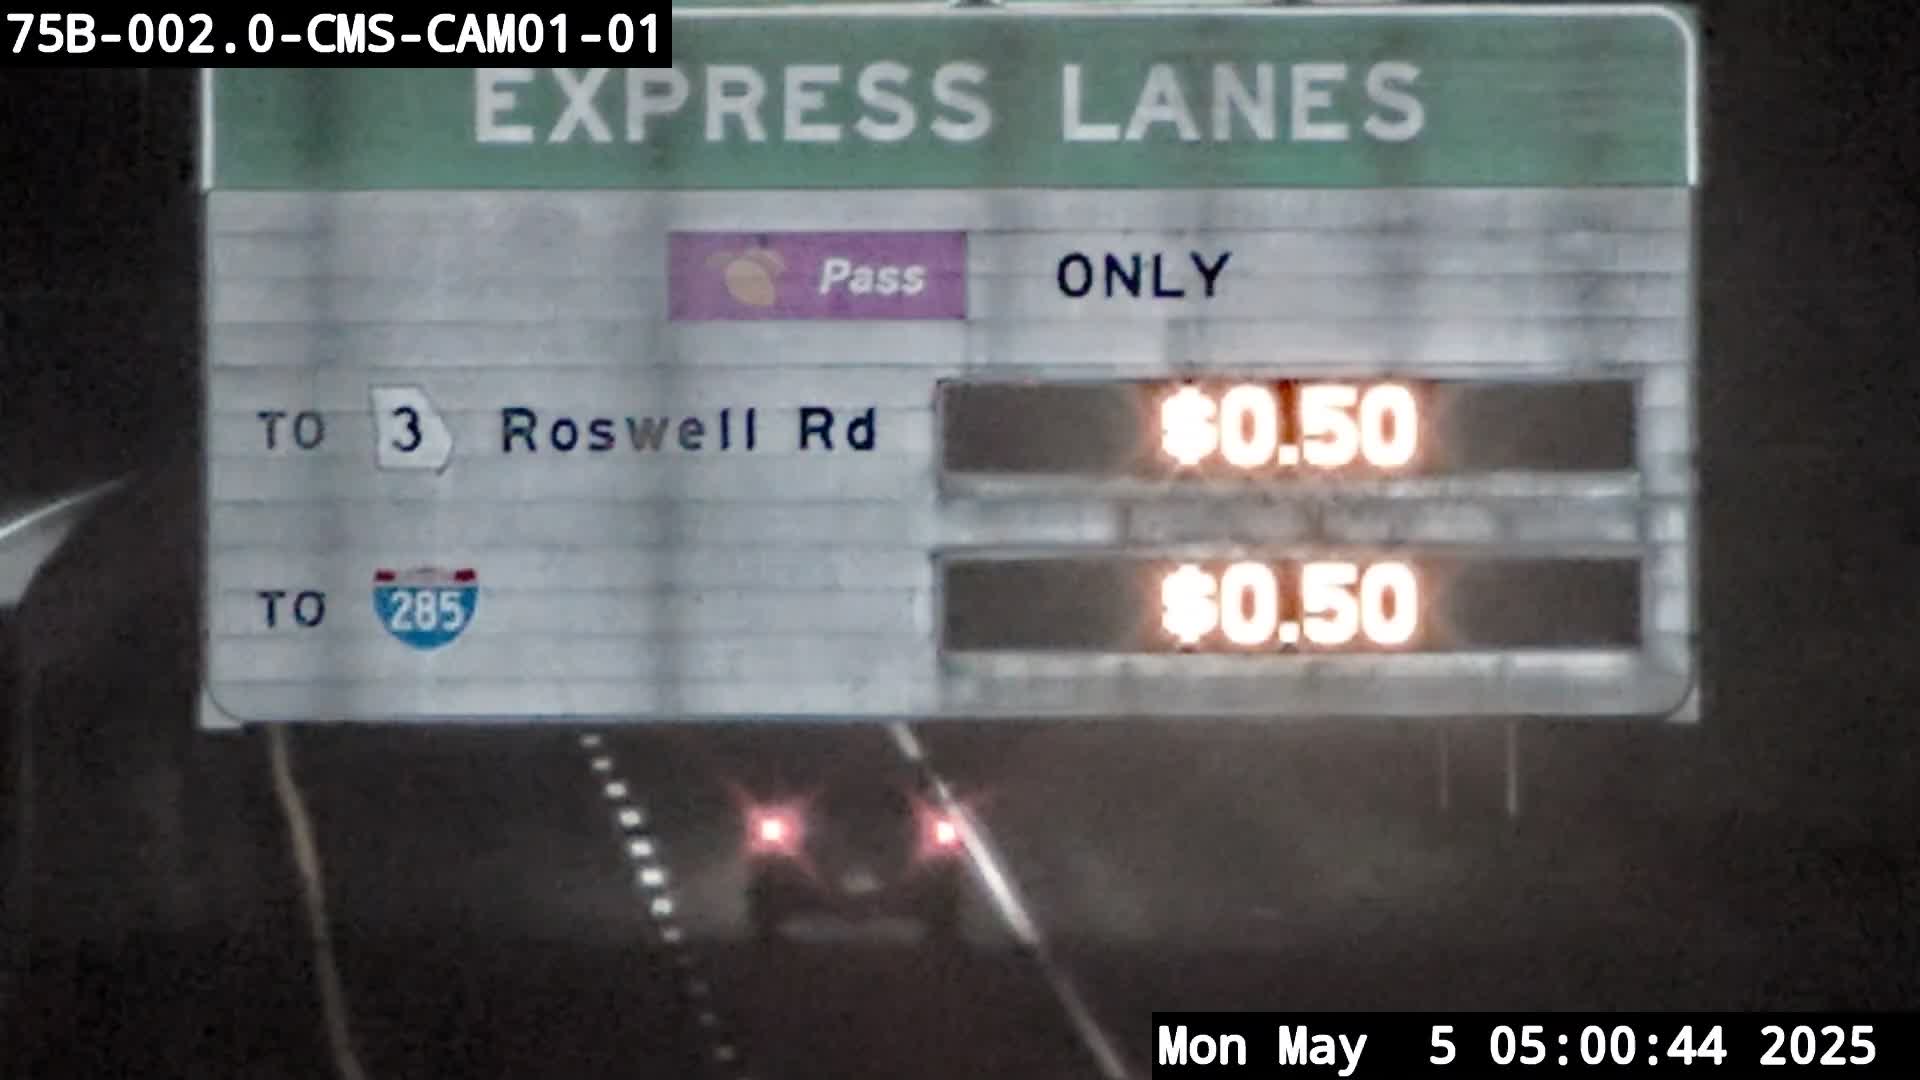 75B-002.0-CMS-CAM01-01
EXPRESS LANES
Pass ONLY
TO 3 Roswell Rd $0.50
TO 285 $0.50
Mon May 5 05:00:44 2025